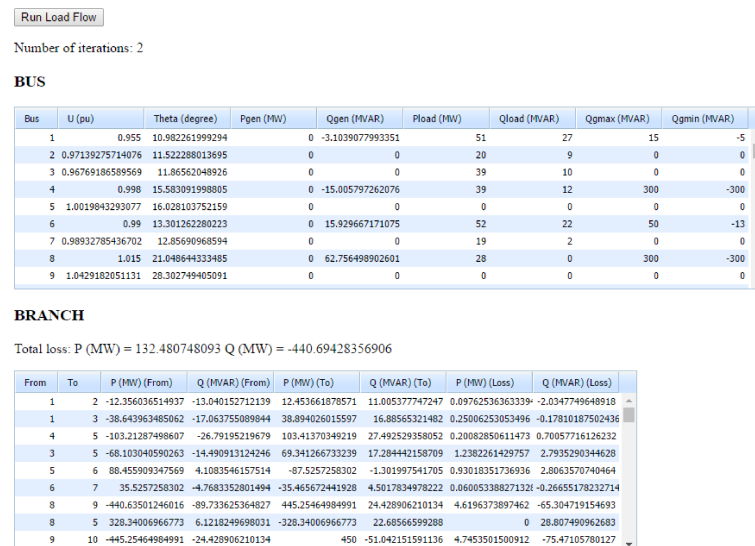 Run Load Flow
Number of iterations: 2
BUS
Bus U (pu) Theta (degree) Pgen (MW) Qgen (MVAR) Pload (MW) Qload (MVAR) Qgmax (MVAR) Qgmin (MVAR)
1 0.955 10.982261999294 0 -3.1039077993351 51 27 15 -5
2 0.97139275714076 11.522288013695 0 0 20 9 0 0
3 0.96769186589569 11.86562048926 0 0 39 10 0 0
4 0.998 15.583091998805 0 -15.005797262076 39 12 300 -300
5 1.0019843293077 16.028103752159 0 0 0 0 0 0
6 0.99 13.301262280223 0 15.929667171075 52 22 50 -13
7 0.98932785436702 12.85690968594 0 0 19 2 0 0
8 1.015 21.048644333485 0 62.756498902601 28 0 300 -300
9 1.0429182051131 28.302749405091 0 0 0 0 0 0
BRANCH
Total loss: P (MW) = 132.480748093 Q (MW) = -440.69428356906
From To P (MW) (From) Q (MVAR) (From) P (MW) (To) Q (MVAR) (To) P (MW) (Loss) Q (MVAR) (Loss)
1 2 -12.356036514937 -13.040152712139 12.453661878571 11.005377747247 0.09762536363394 -2.0347749648918
1 3 -38.643963485062 -17.063755089844 38.894026015597 16.88565321482 0.25006253053496 -0.17810187502436
4 5 -103.21287498607 -26.79195219679 103.41370349219 27.492529358052 0.20082850611473 0.70057716126232
3 5 -68.103040590263 -14.490913124246 69.341266733239 17.284442158709 1.2382261429757 2.7935290344628
5 6 88.455909347569 4.1083546157514 -87.5257258302 -1.301997541705 0.93018351736936 2.8063570740464
6 7 35.5257258302 -4.7683352801496 -35.465672441928 4.5017834978222 0.060053388271328 -0.26655178232714
8 9 -440.63501246016 -89.733625364827 445.25464984991 24.428906210134 4.6196373897462 -65.304719154693
8 5 328.34006966773 6.1218249698031 -328.34006966773 22.68566599288 0 28.807490962683
9 10 -445.25464984991 -24.428906210134 450 -51.042151591136 4.7453501500912 -75.47105780127